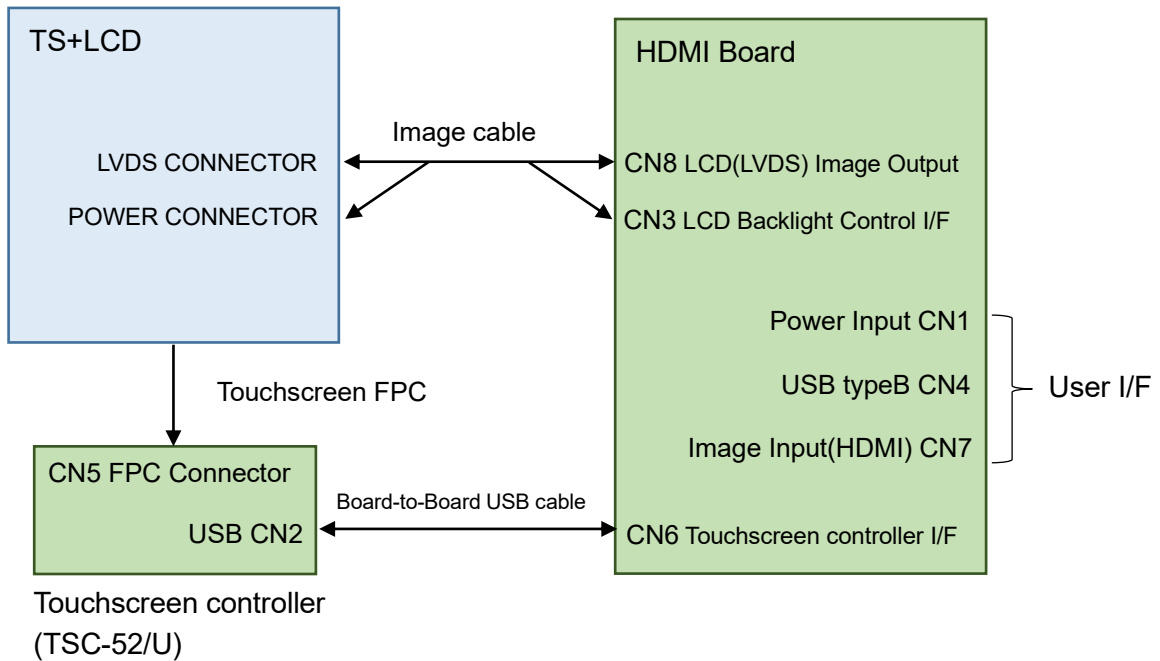 TS+LCD
HDMI Board
Image cable
LVDS CONNECTOR
CN8 LCD(LVDS) Image Output
POWER CONNECTOR
CN3 LCD Backlight Control I/F
Power Input CN1
USB typeB CN4
User I/F
Image Input(HDMI) CN7
Touchscreen FPC
CN5 FPC Connector
Board-to-Board USB cable
USB CN2
CN6 Touchscreen controller I/F
Touchscreen controller
(TSC-52/U)